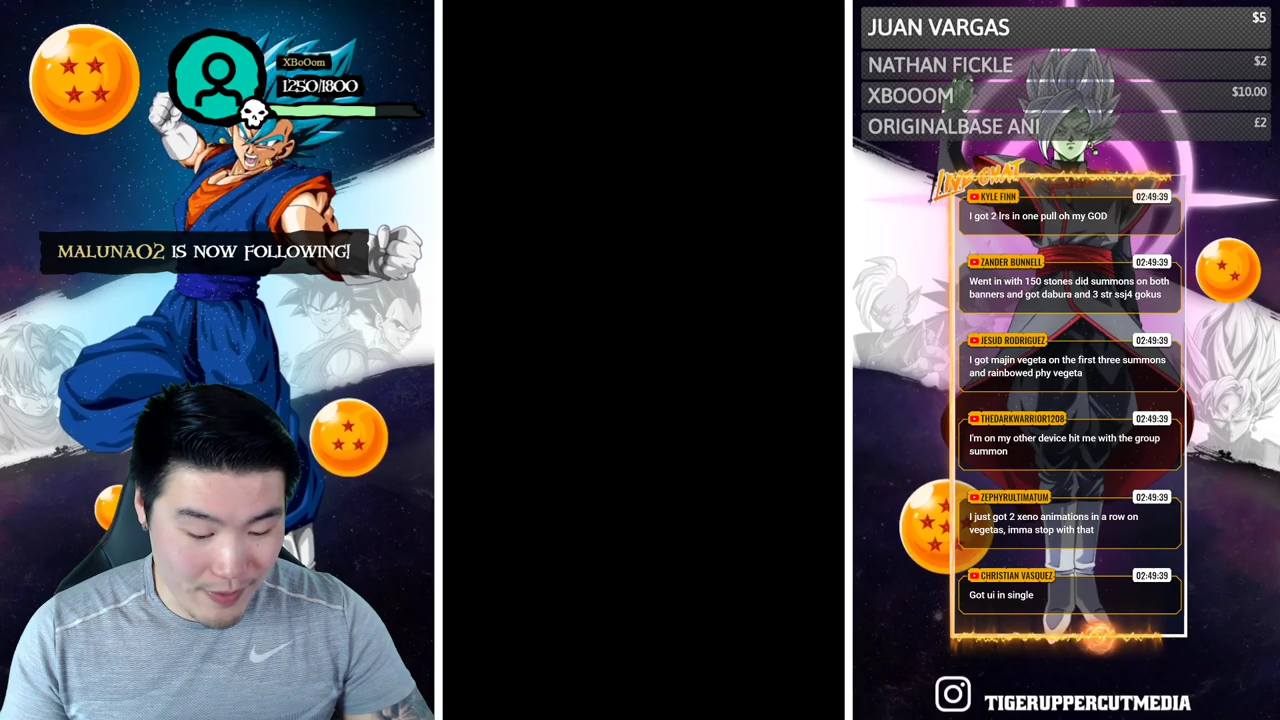 XBoOom
1250/1800
MALUNA02 IS NOW FOLLOWING!
JUAN VARGAS $5
NATHAN FICKLE $2
XBOOOM $10.00
ORIGINALBASE ANI £2
LIVE CHAT
KYLE FINN 02:49:39
I got 2 lrs in one pull oh my GOD
ZANDER BUNNELL 02:49:39
Went in with 150 stones did summons on both
banners and got dabura and 3 str ssj4 gokus
JESUD RODRIGUEZ 02:49:39
I got majin vegeta on the first three summons
and rainbowed phy vegeta
THEDARKWARRIOR1208 02:49:39
I'm on my other device hit me with the group
summon
ZEPHYRULTIMATUM 02:49:39
I just got 2 xeno animations in a row on
vegetas, imma stop with that
CHRISTIAN VASQUEZ 02:49:39
Got ui in single
TIGERUPPERCUTMEDIA